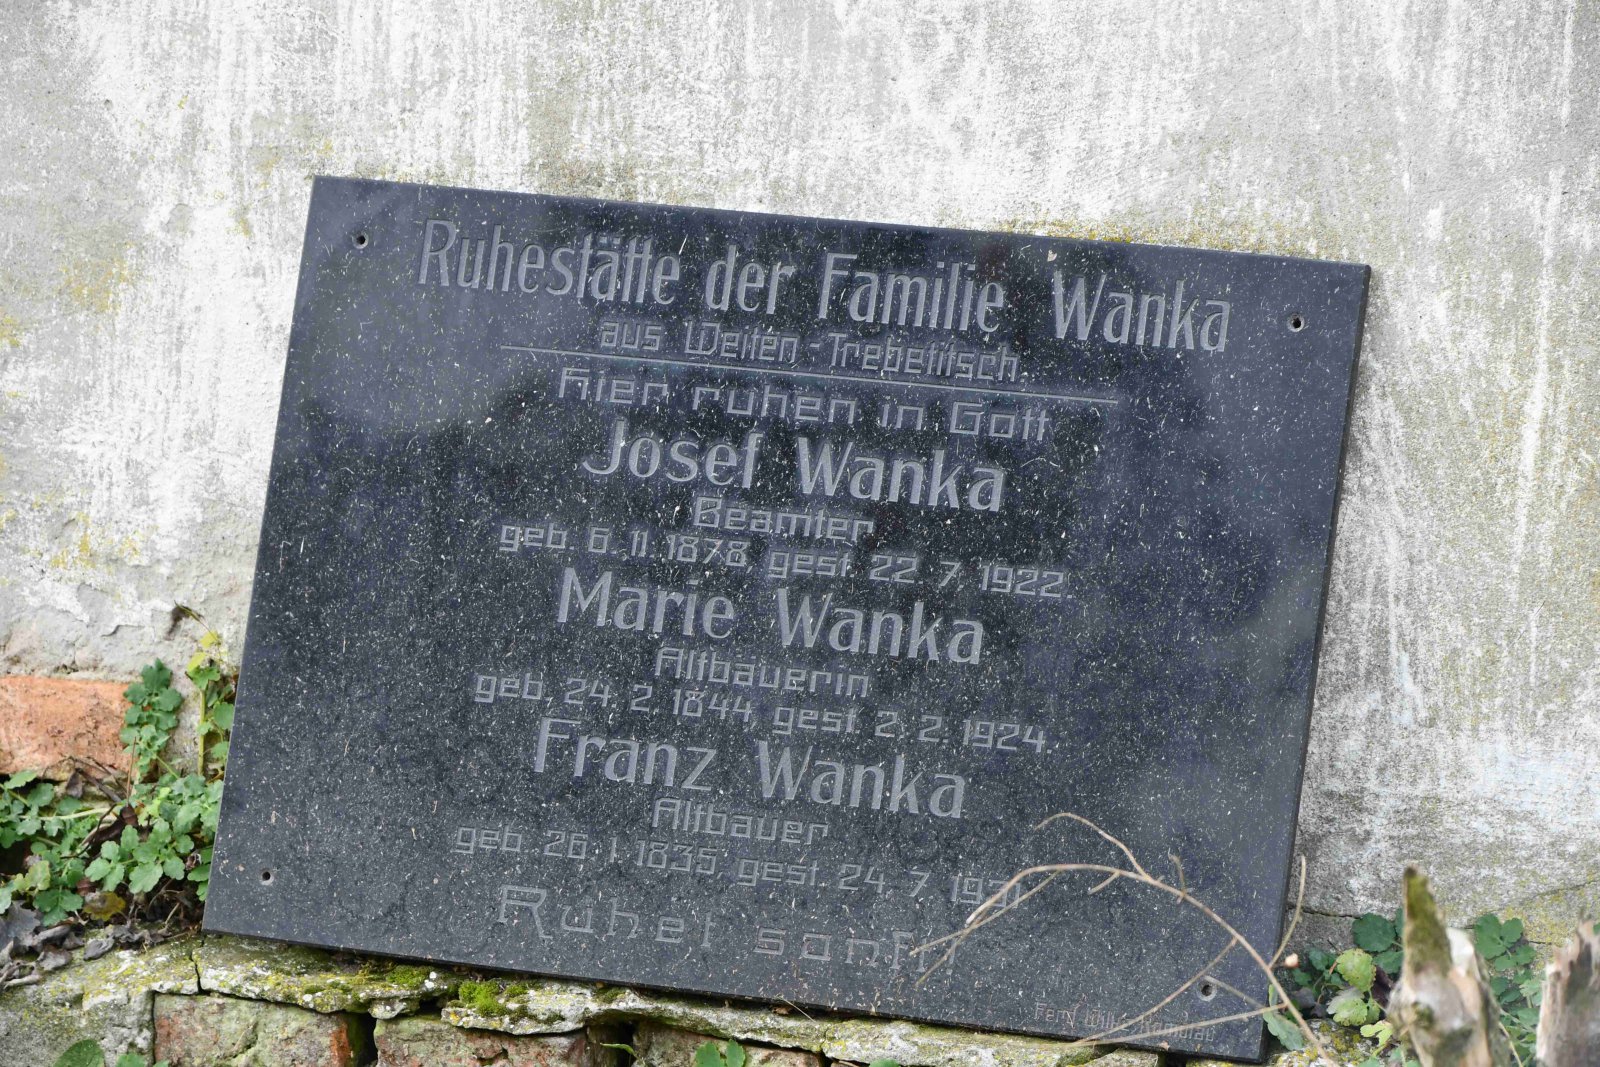 Ruhestätte der Familie Wanka
aus Weiten-Trebetitsch.
Hier ruhen in Gott
Josef Wanka
Beamter
geb. 6. 11. 1878, gest. 22. 7. 1922.
Marie Wanka
Altbäuerin
geb. 24. 2. 1844, gest. 2. 2. 1924.
Franz Wanka
Altbauer
geb. 26. 1. 1835, gest. 24. 7. 1931.
Ruhet sanft!
Ferd.